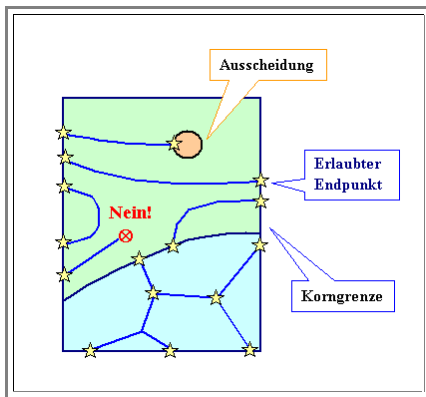 Ausscheidung
Erlaubter
Endpunkt
Nein!
Korngrenze